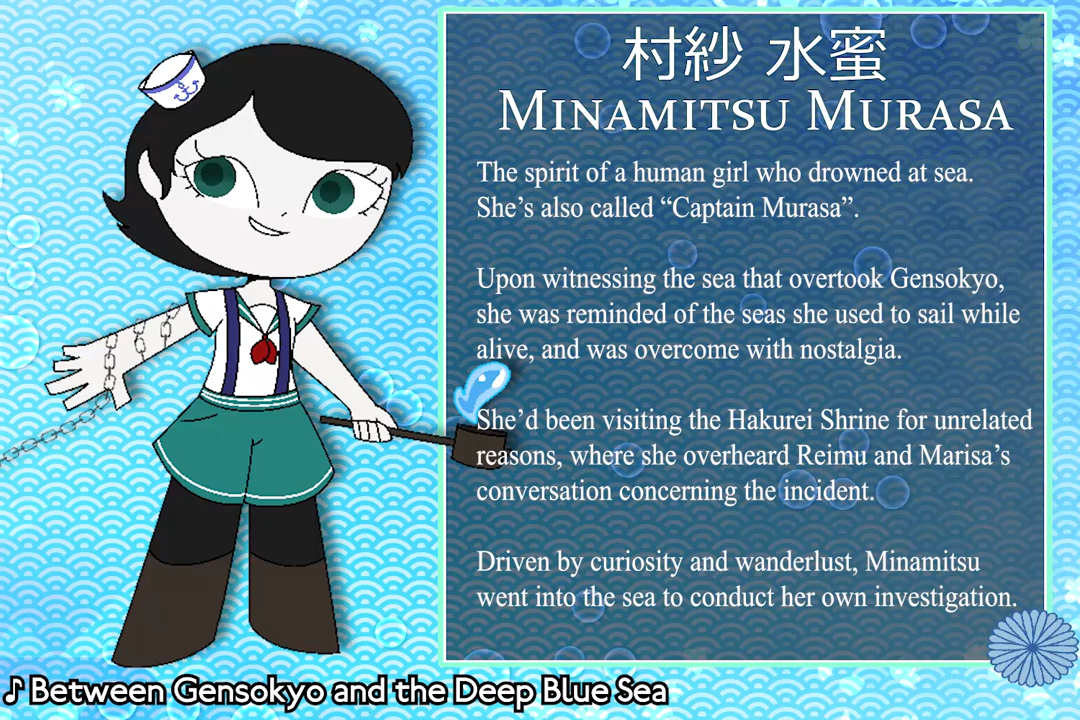 村紗 水蜜
Minamitsu Murasa
The spirit of a human girl who drowned at sea.
She's also called “Captain Murasa”.
Upon witnessing the sea that overtook Gensokyo,
she was reminded of the seas she used to sail while
alive, and was overcome with nostalgia.
She'd been visiting the Hakurei Shrine for unrelated
reasons, where she overheard Reimu and Marisa's
conversation concerning the incident.
Driven by curiosity and wanderlust, Minamitsu
went into the sea to conduct her own investigation.
♪ Between Gensokyo and the Deep Blue Sea